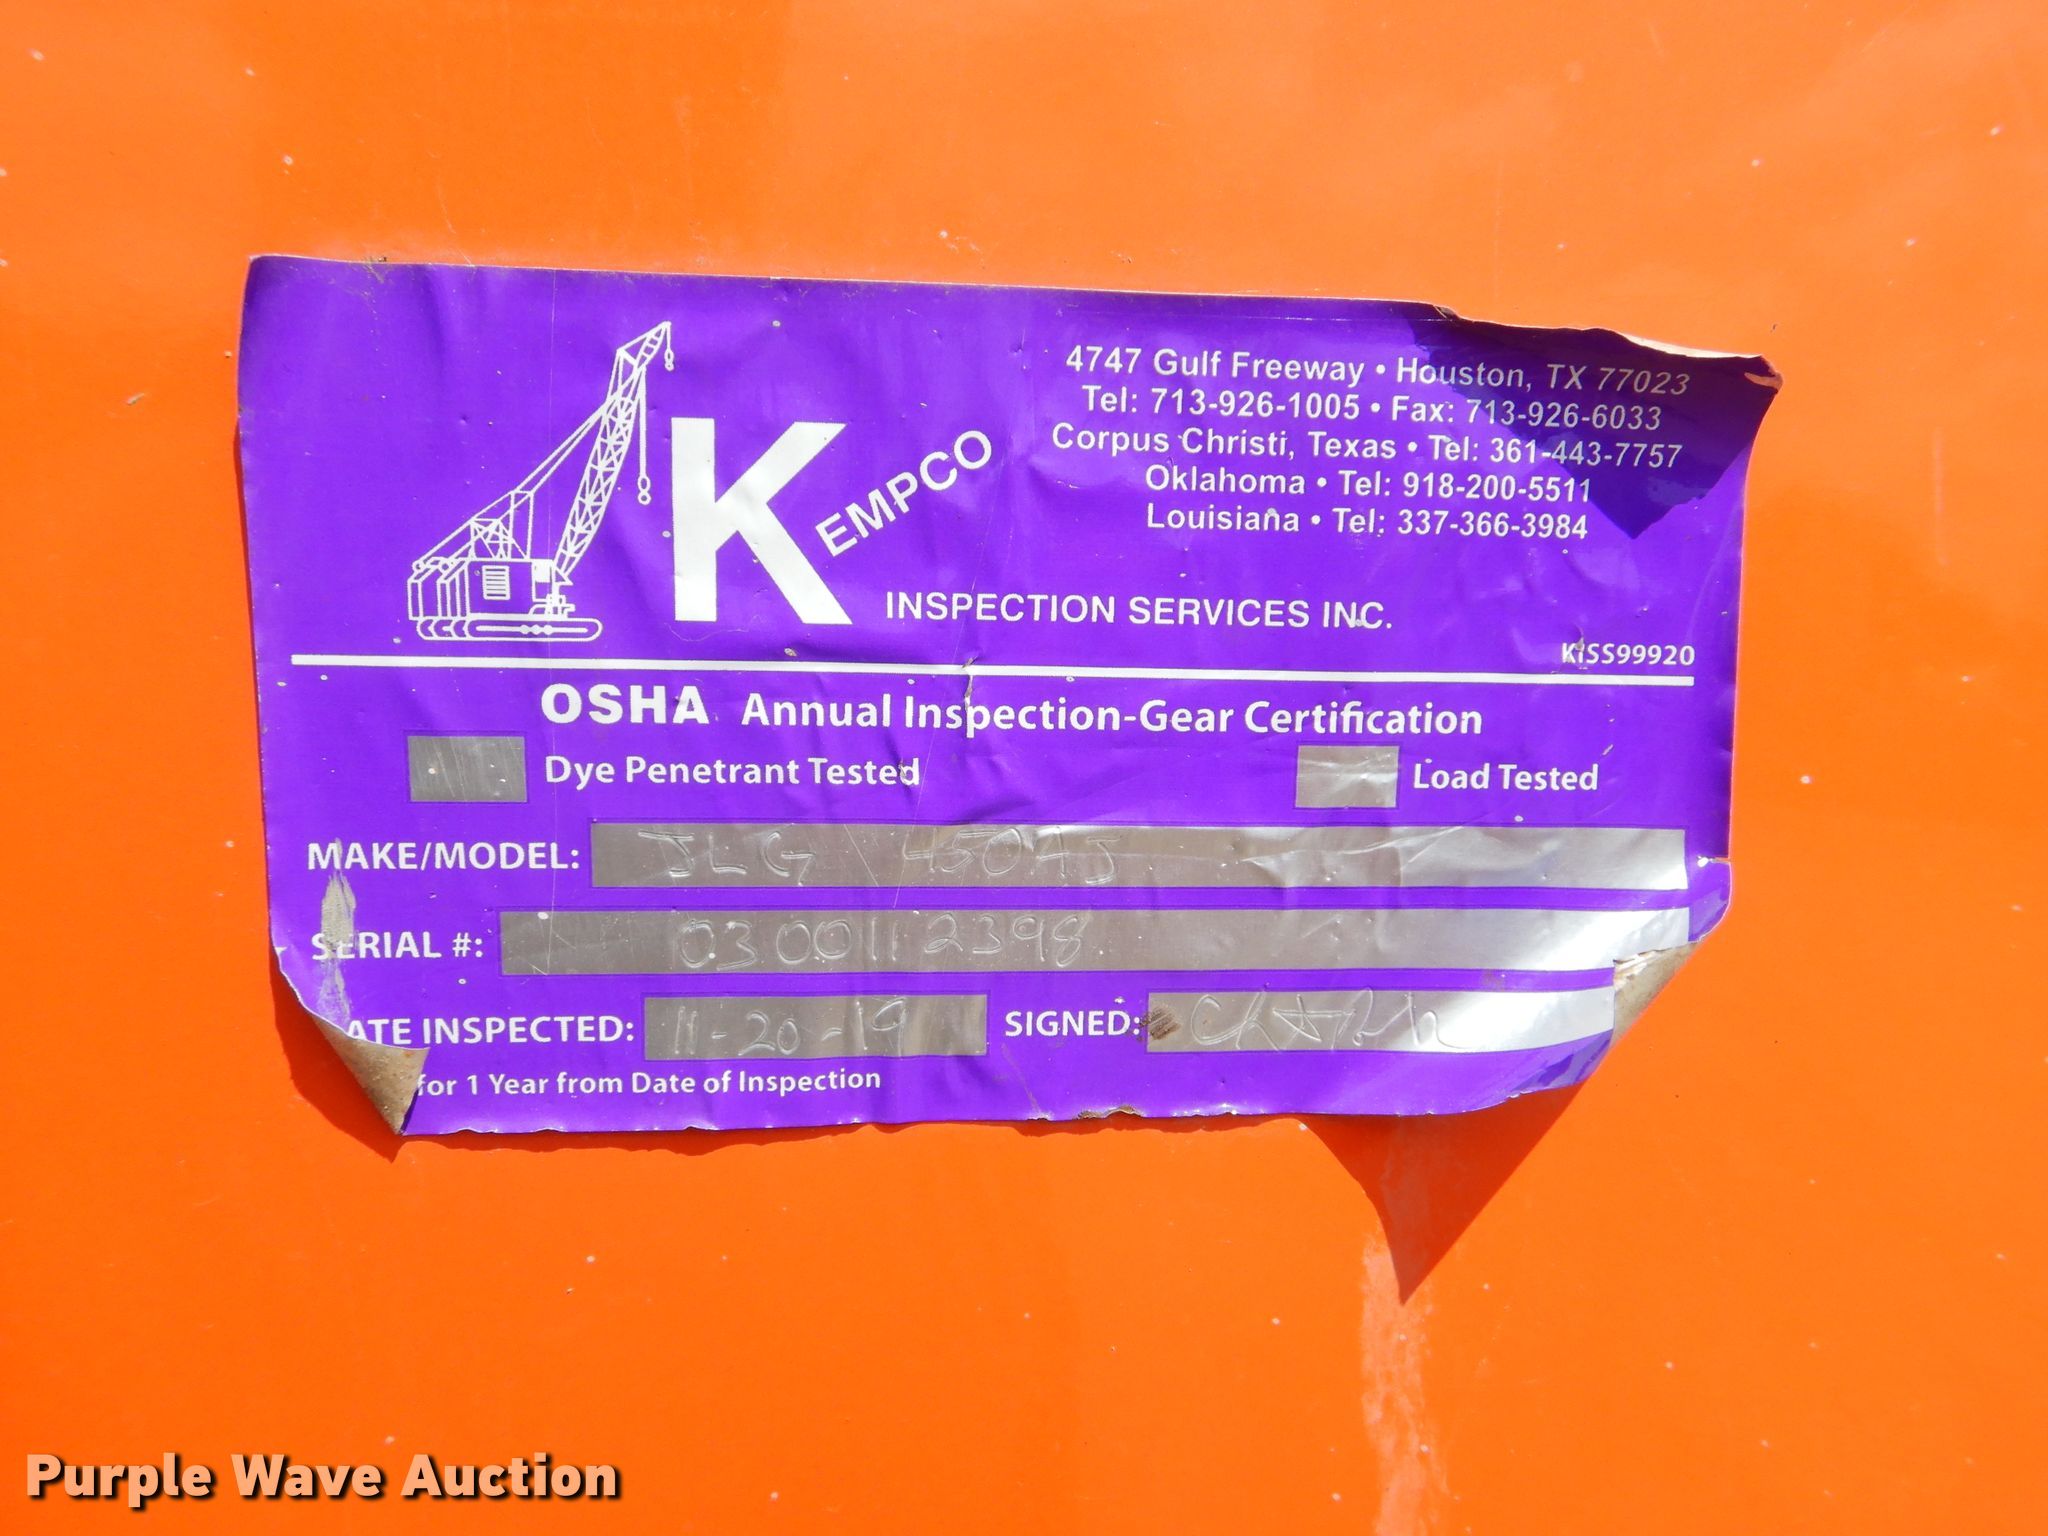 4747 Gulf Freeway • Houston, TX 77023
Tel: 713-926-1005 • Fax: 713-926-6033
Corpus Christi, Texas • Tel: 361-443-7757
Oklahoma • Tel: 918-200-5511
Louisiana • Tel: 337-366-3984
KEMPCO
INSPECTION SERVICES INC.
KISS99920
OSHA Annual Inspection-Gear Certification
Dye Penetrant Tested
Load Tested
MAKE/MODEL: JLG 450AJ
SERIAL #: 0300112398
ATE INSPECTED: 11-20-19 SIGNED:
for 1 Year from Date of Inspection
Purple Wave Auction